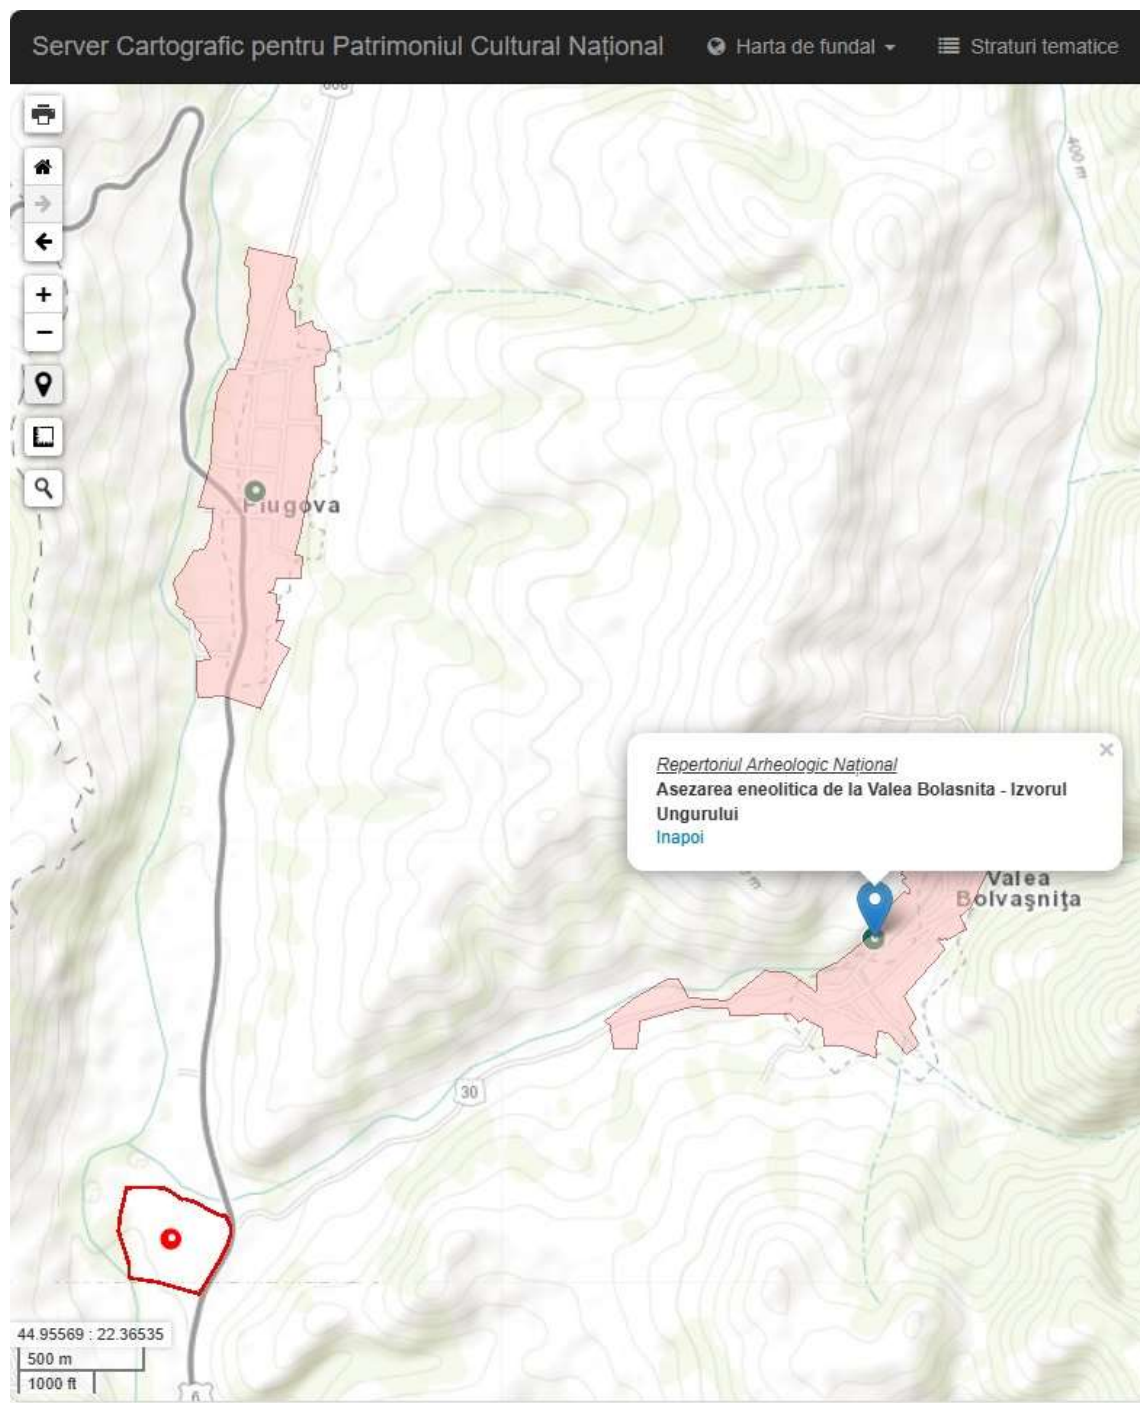 Server Cartografic pentru Patrimoniul Cultural Național
Harta de fundal
Straturi tematice
400 m
Plugova
Repertoriul Arheologic Național
Asezarea eneolitica de la Valea Bolasnita - Izvorul
Ungurului
Inapoi
Valea
Bolvaşniţa
30
44.95569 : 22.36535
500 m
1000 ft
6